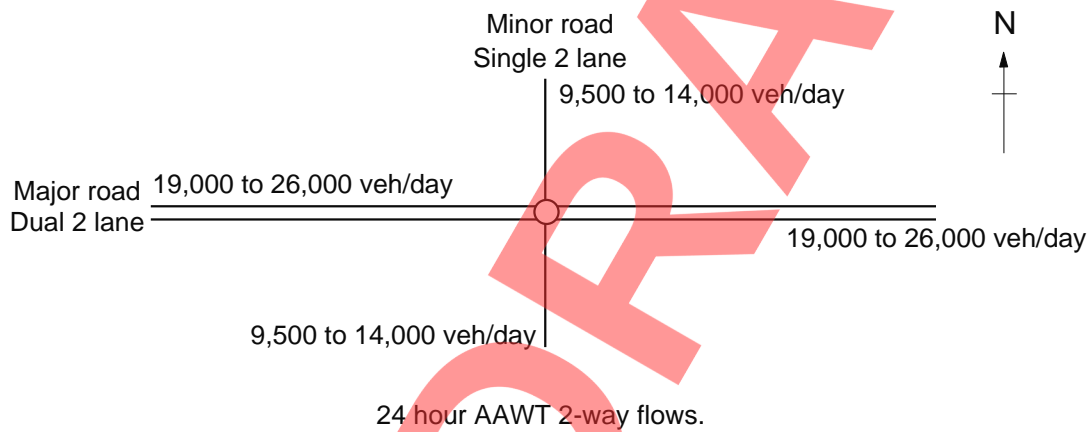 Minor road
Single 2 lane
N
9,500 to 14,000 veh/day
Major road
Dual 2 lane
19,000 to 26,000 veh/day
19,000 to 26,000 veh/day
9,500 to 14,000 veh/day
24 hour AAWT 2-way flows.